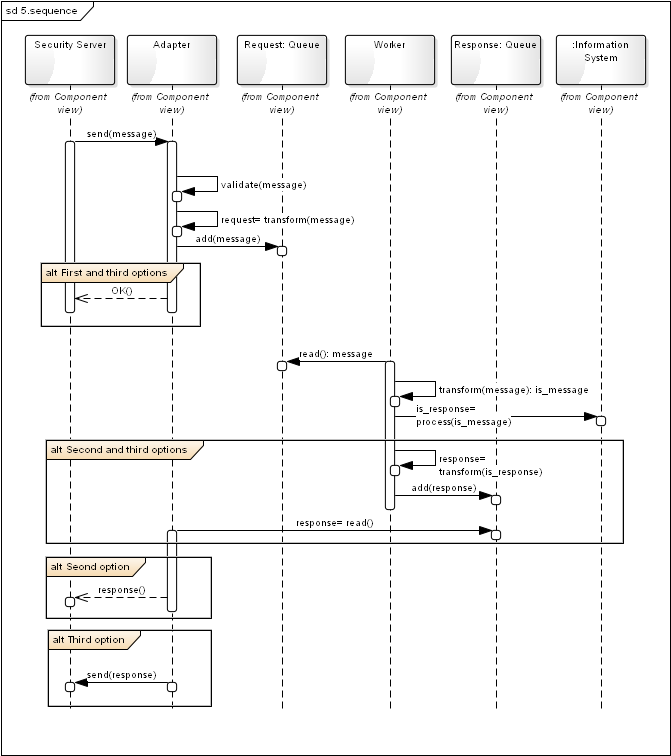 sd 5.sequence
Security Server
Adapter
Request: Queue
Worker
Response: Queue
:Information
System
(from Component
view)
(from Component
view)
(from Component
view)
(from Component
view)
(from Component
view)
(from Component
view)
send(message)
validate(message)
request= transform(message)
add(message)
alt First and third options
OK()
read(): message
transform(message): is_message
is_response=
process(is_message)
alt Second and third options
response=
transform(is_response)
add(response)
response= read()
alt Seond option
response()
alt Third option
send(response)